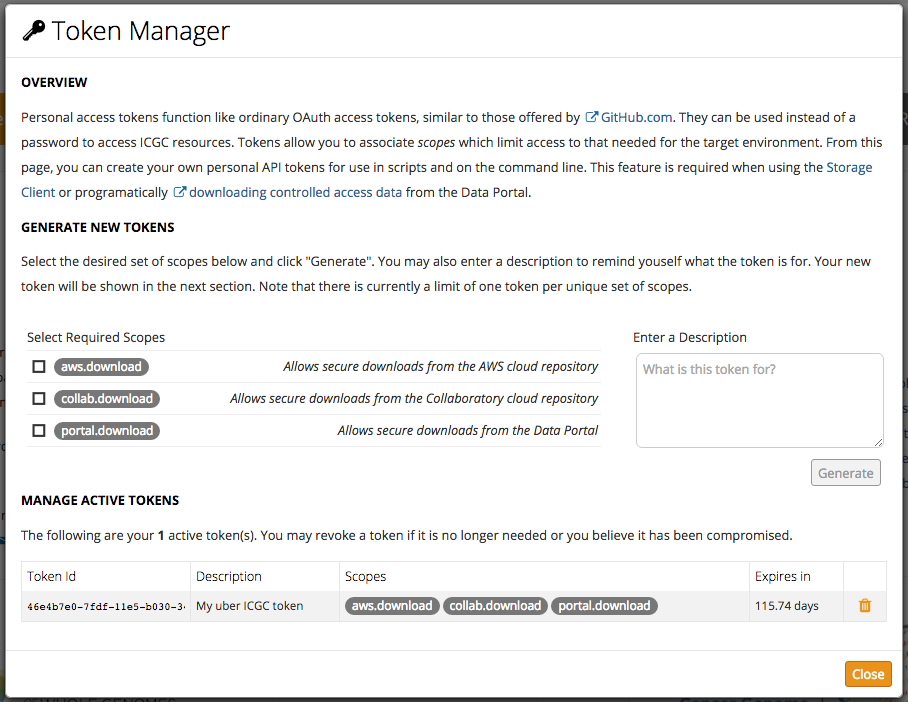 Token Manager
OVERVIEW
Personal access tokens function like ordinary OAuth access tokens, similar to those offered by GitHub.com. They can be used instead of a
password to access ICGC resources. Tokens allow you to associate scopes which limit access to that needed for the target environment. From this
page, you can create your own personal API tokens for use in scripts and on the command line. This feature is required when using the Storage
Client or programatically downloading controlled access data from the Data Portal.
GENERATE NEW TOKENS
Select the desired set of scopes below and click "Generate". You may also enter a description to remind youself what the token is for. Your new
token will be shown in the next section. Note that there is currently a limit of one token per unique set of scopes.
Select Required Scopes
aws.download Allows secure downloads from the AWS cloud repository
collab.download Allows secure downloads from the Collaboratory cloud repository
portal.download Allows secure downloads from the Data Portal
Enter a Description
What is this token for?
Generate
MANAGE ACTIVE TOKENS
The following are your 1 active token(s). You may revoke a token if it is no longer needed or you believe it has been compromised.
Token Id Description Scopes Expires in
46e4b7e0-7fdf-11e5-b030-3 My uber ICGC token aws.download collab.download portal.download 115.74 days
Close